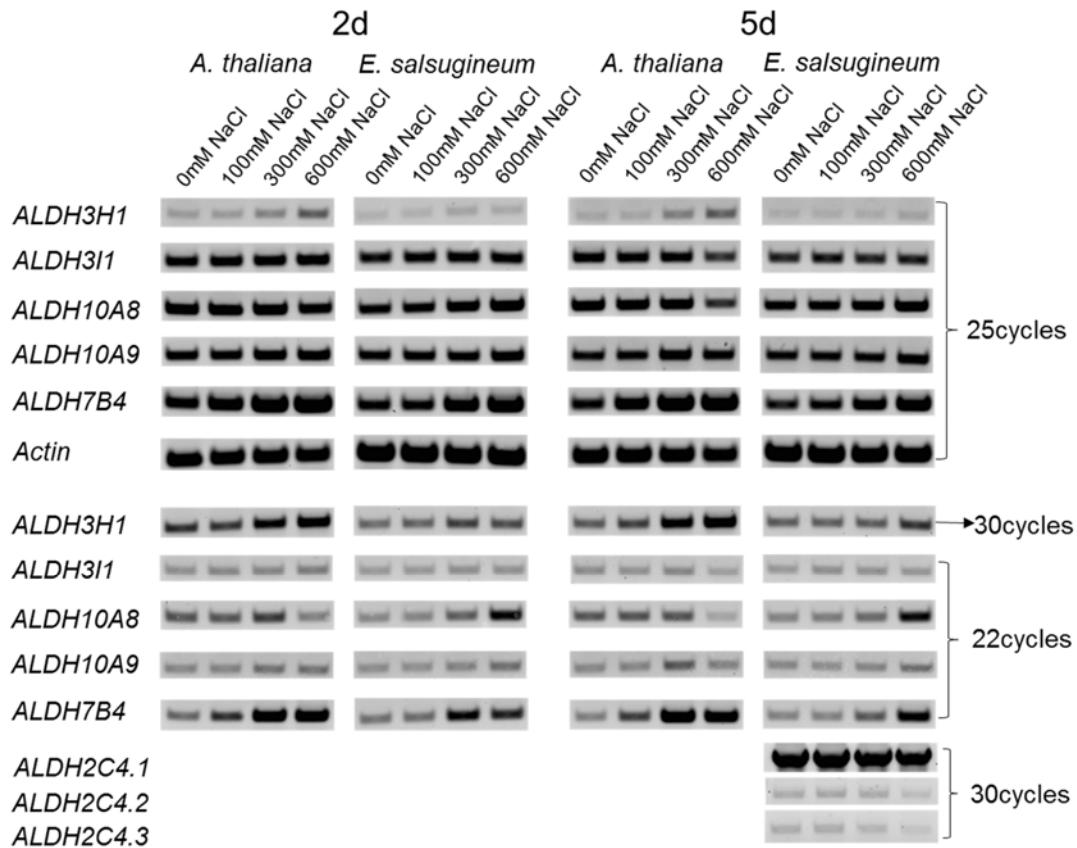 2d 5d
A. thaliana E. salsugineum A. thaliana E. salsugineum
0mM NaCl 100mM NaCl 300mM NaCl 600mM NaCl 0mM NaCl 100mM NaCl 300mM NaCl 600mM NaCl 0mM NaCl 100mM NaCl 300mM NaCl 600mM NaCl 0mM NaCl 100mM NaCl 300mM NaCl 600mM NaCl
ALDH3H1
ALDH3I1
ALDH10A8
25cycles
ALDH10A9
ALDH7B4
Actin
ALDH3H1 30cycles
ALDH3I1
ALDH10A8
22cycles
ALDH10A9
ALDH7B4
ALDH2C4.1
ALDH2C4.2 30cycles
ALDH2C4.3